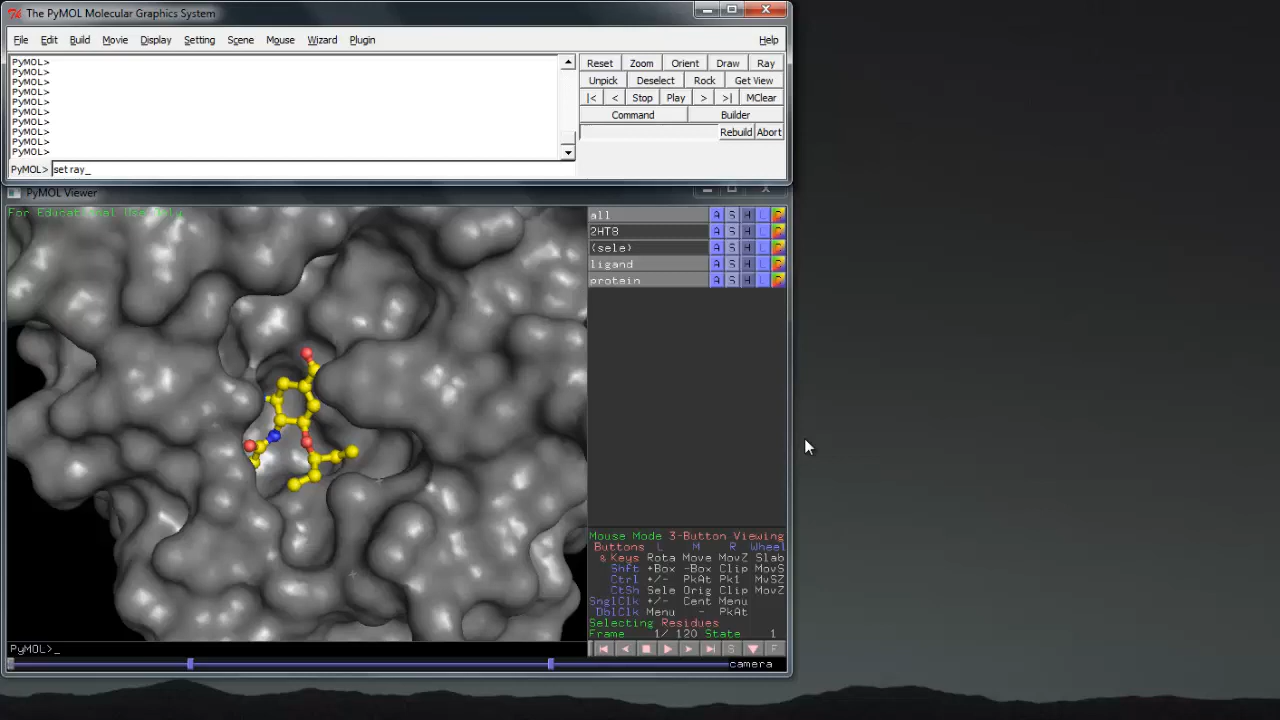 The PyMOL Molecular Graphics System
File Edit Build Movie Display Setting Scene Mouse Wizard Plugin Help
PyMOL>
PyMOL>
PyMOL>
PyMOL>
PyMOL>
PyMOL>
PyMOL>
PyMOL>
PyMOL>
PyMOL>
PyMOL> set ray_
Reset Zoom Orient Draw Ray
Unpick Deselect Rock Get View
|< < Stop Play > >| MClear
Command Builder
Rebuild Abort
PyMOL Viewer
For Educational Use Only
all A S H L C
2HT8 A S H L C
(sele) A S H L C
ligand A S H L C
protein A S H L C
Mouse Mode 3-Button Viewing
Buttons L M R Wheel
& Keys Rota Move MovZ Slab
Shft +Box -Box Clip MovS
Ctrl +/- PkAt Pk1 MvSZ
CtSh Sele Orig Clip MovZ
SnglClk +/- Cent Menu
DblClk Menu - PkAt
Selecting Residues
Frame 1/ 120 State 1
PyMOL>_
S F
camera